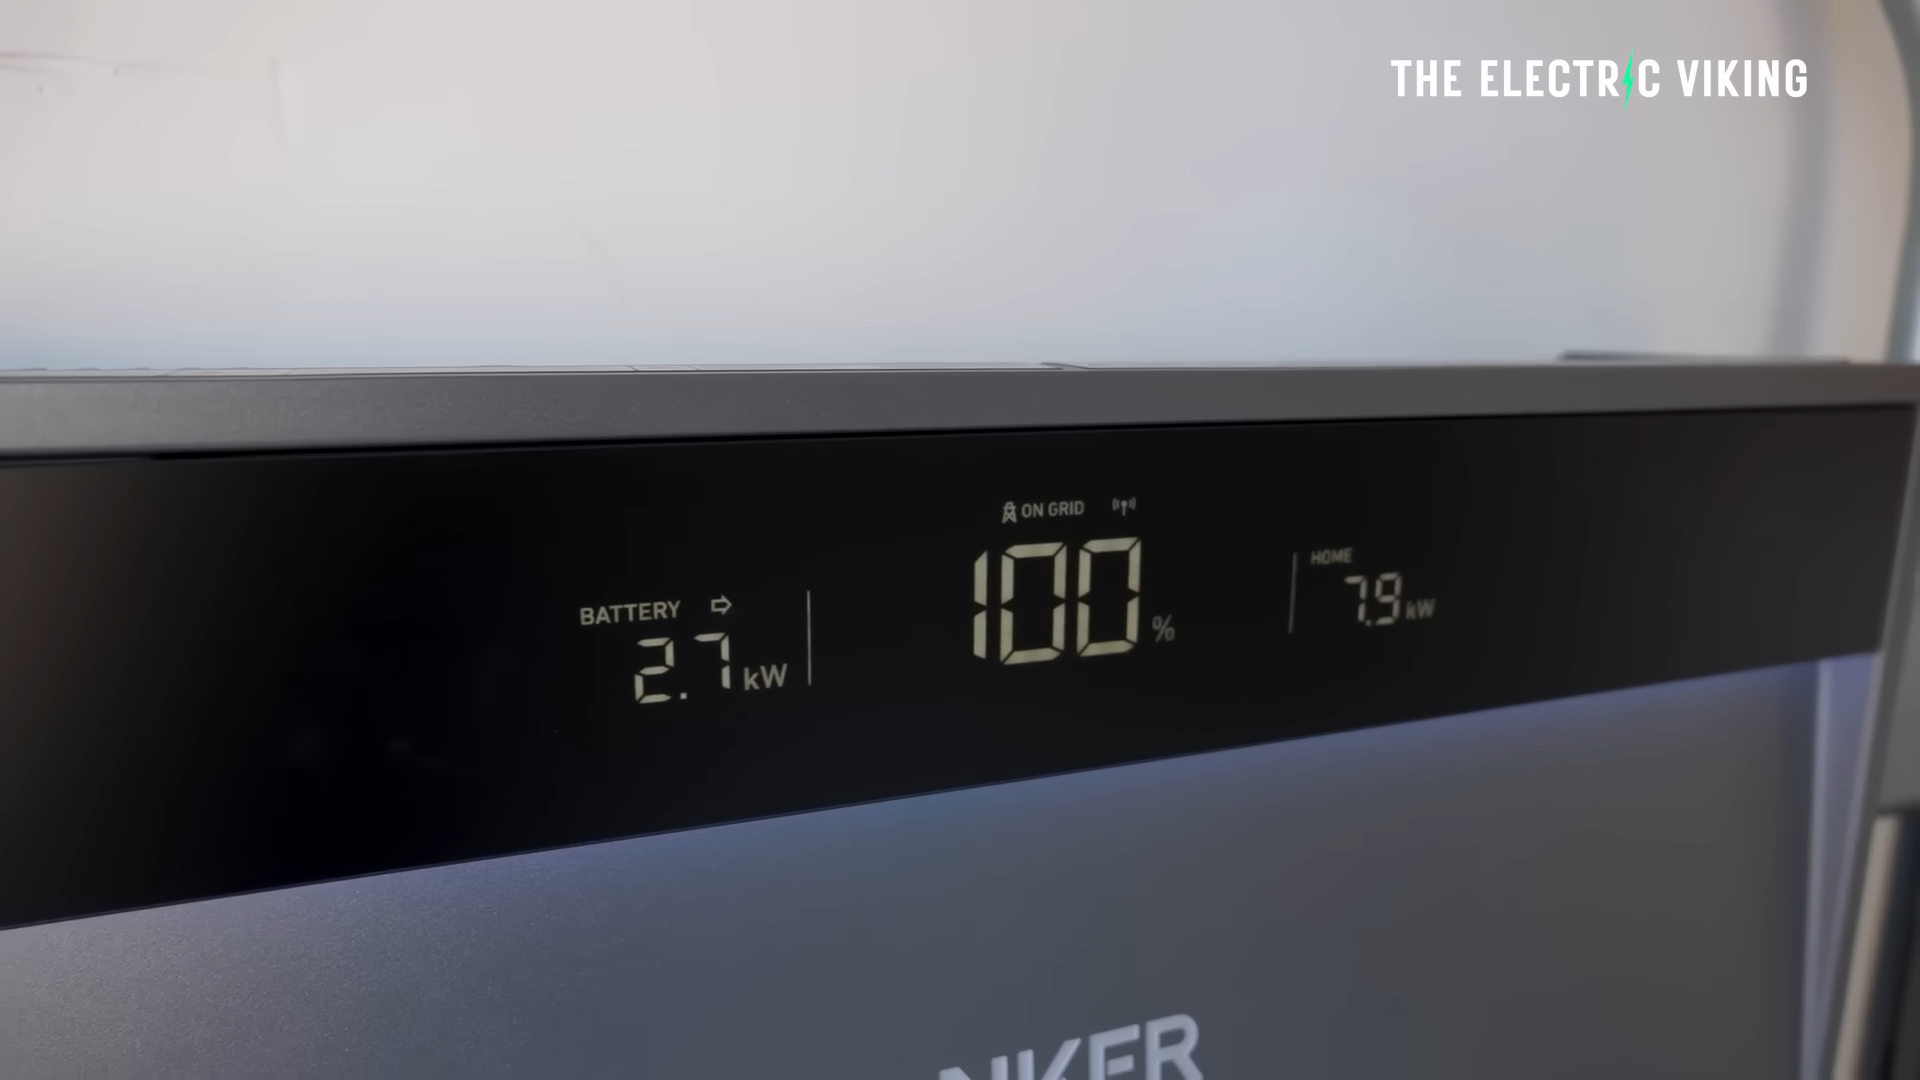 THE ELECTRIC VIKING
ON GRID
100%
BATTERY
2.7 kW
HOME
7.9 kW
NKER